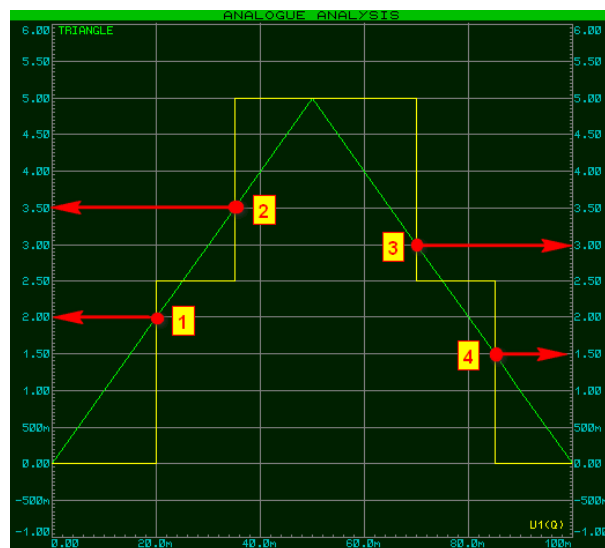 ANALOGUE ANALYSIS
6.00 TRIANGLE 6.00
5.50 5.50
5.00 5.00
4.50 4.50
4.00 4.00
3.50 2 3.50
3.00 3 3.00
2.50 2.50
2.00 1 2.00
1.50 4 1.50
1.00 1.00
500m 500m
0.00 0.00
-500m -500m
U1(Q)
-1.00 -1.00
0.00 20.0m 40.0m 60.0m 80.0m 100m